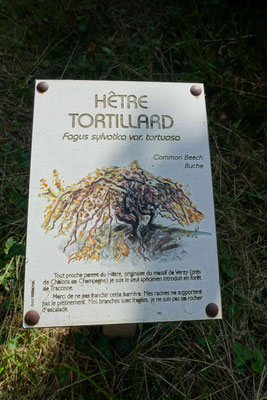 HÊTRE
TORTILLARD
Fagus sylvatica var. tortuosa
Common Beech
Buche
Tout proche parent du Hêtre, originaire du massif de Verzy (près
de Châlons en Champagne) je suis le seul spécimen introduit en forêt
de Traconne.
Merci de ne pas franchir cette barrière. Mes racines ne supportent
pas le piétinement. Mes branches sont fragiles, je ne suis pas un rocher
d'escalade.